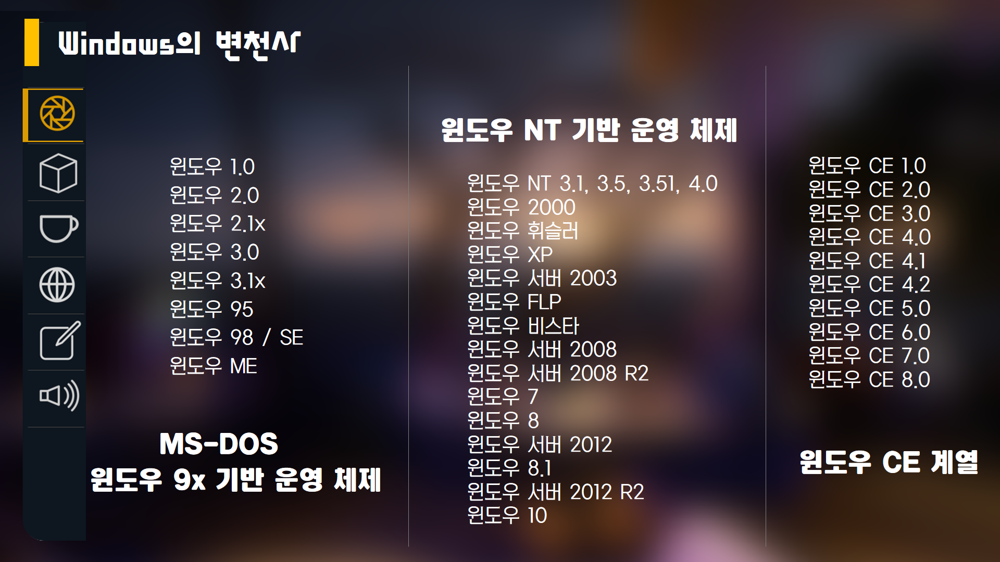 Windows의 변천사
윈도우 1.0
윈도우 2.0
윈도우 2.1x
윈도우 3.0
윈도우 3.1x
윈도우 95
윈도우 98 / SE
윈도우 ME
MS-DOS
윈도우 9x 기반 운영 체제
윈도우 NT 기반 운영 체제
윈도우 NT 3.1, 3.5, 3.51, 4.0
윈도우 2000
윈도우 휘슬러
윈도우 XP
윈도우 서버 2003
윈도우 FLP
윈도우 비스타
윈도우 서버 2008
윈도우 서버 2008 R2
윈도우 7
윈도우 8
윈도우 서버 2012
윈도우 8.1
윈도우 서버 2012 R2
윈도우 10
윈도우 CE 1.0
윈도우 CE 2.0
윈도우 CE 3.0
윈도우 CE 4.0
윈도우 CE 4.1
윈도우 CE 4.2
윈도우 CE 5.0
윈도우 CE 6.0
윈도우 CE 7.0
윈도우 CE 8.0
윈도우 CE 계열